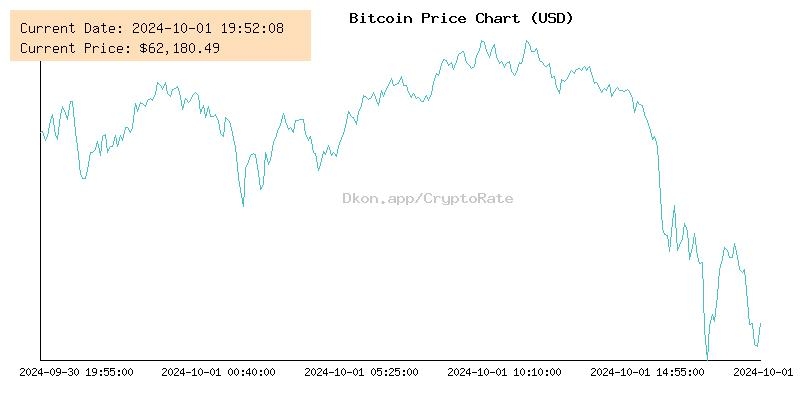 Bitcoin Price Chart (USD)
Current Date: 2024-10-01 19:52:08
Current Price: $62,180.49
Dkon.app/CryptoRate
2024-09-30 19:55:00 2024-10-01 00:40:00 2024-10-01 05:25:00 2024-10-01 10:10:00 2024-10-01 14:55:00 2024-10-01